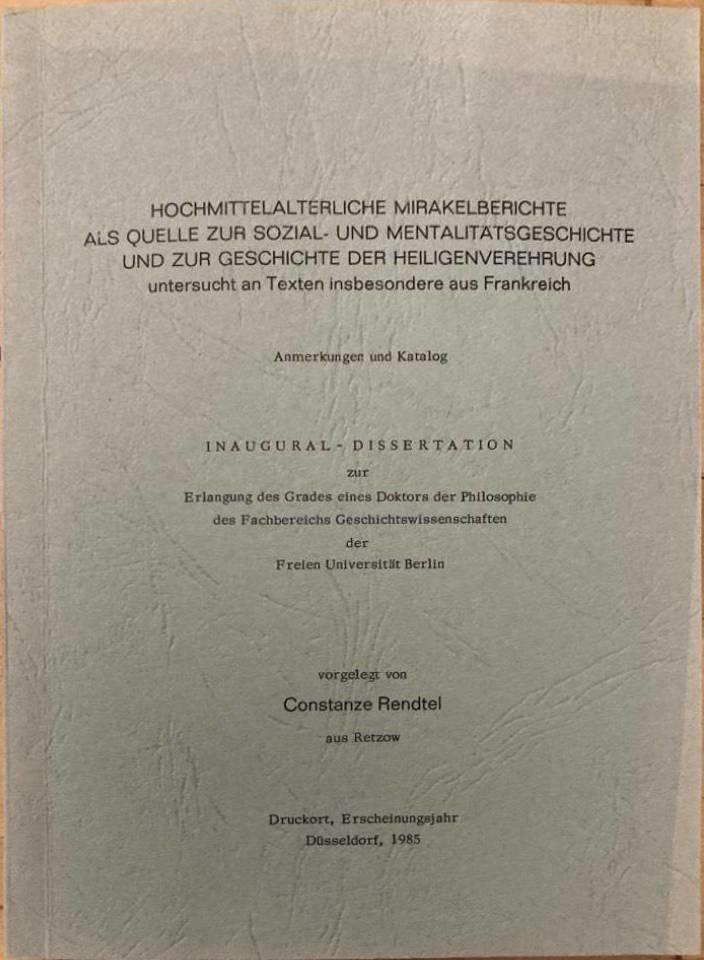 HOCHMITTELALTERLICHE MIRAKELBERICHTE
ALS QUELLE ZUR SOZIAL- UND MENTALITÄTSGESCHICHTE
UND ZUR GESCHICHTE DER HEILIGENVEREHRUNG
untersucht an Texten insbesondere aus Frankreich
Anmerkungen und Katalog
INAUGURAL - DISSERTATION
zur
Erlangung des Grades eines Doktors der Philosophie
des Fachbereichs Geschichtswissenschaften
der
Freien Universität Berlin
vorgelegt von
Constanze Rendtel
aus Retzow
Druckort, Erscheinungsjahr
Düsseldorf, 1985